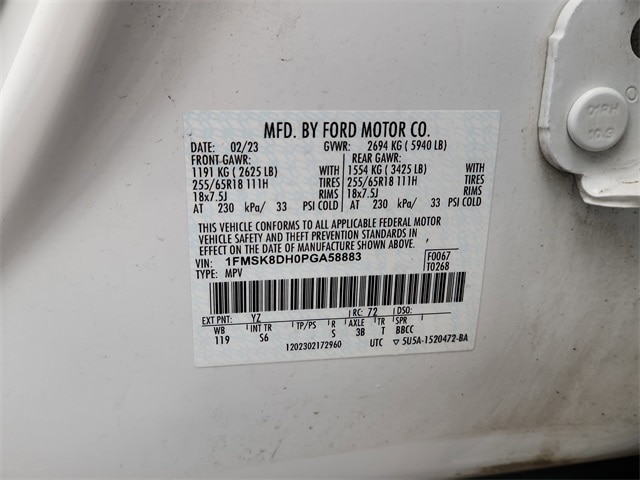 MFD. BY FORD MOTOR CO.
DATE: 02/23 GVWR: 2694 KG ( 5940 LB)
FRONT GAWR: REAR GAWR:
1191 KG ( 2625 LB) 1554 KG ( 3425 LB)
255/65R18 111H TIRES 255/65R18 111H TIRES
18x7.5J RIMS 18x7.5J RIMS
AT 230 kPa/ 33 PSI COLD AT 230 kPa/ 33 PSI COLD
THIS VEHICLE CONFORMS TO ALL APPLICABLE FEDERAL MOTOR
VEHICLE SAFETY AND THEFT PREVENTION STANDARDS IN
EFFECT ON THE DATE OF MANUFACTURE SHOWN ABOVE.
VIN: 1FMSK8DH0PGA58883 F0067
TYPE: MPV T0268
EXT PNT: YZ RC: 72 DSO:
WB INT TR TP/PS R AXLE TR SPR
119 S6 S 3B T BBCC
1202302172960 UTC ▽ 5U5A-1520472-BA